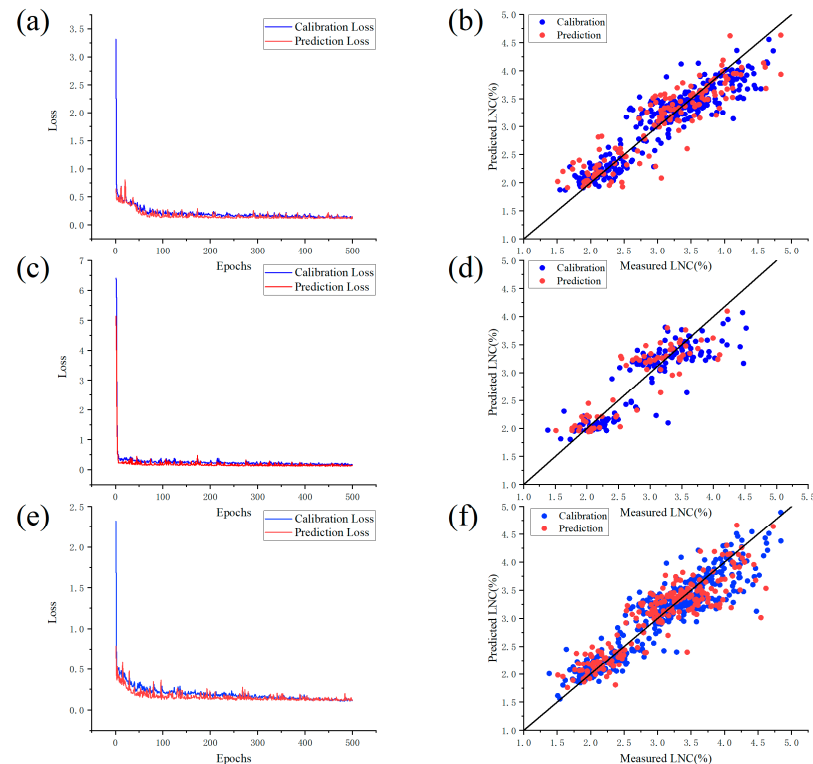 (a)
Calibration Loss
Prediction Loss
3.5
3.0
2.5
2.0
1.5
1.0
0.5
0.0
Loss
0 100 200 300 400 500
Epochs
(b)
Calibration
Prediction
5.0
4.5
4.0
3.5
3.0
2.5
2.0
1.5
1.0
Predicted LNC(%)
1.0 1.5 2.0 2.5 3.0 3.5 4.0 4.5 5.0
Measured LNC(%)
(c)
Calibration Loss
Prediction Loss
7
6
5
4
3
2
1
0
Loss
0 100 200 300 400 500
Epochs
(d)
Calibration
Prediction
5.0
4.5
4.0
3.5
3.0
2.5
2.0
1.5
1.0
Predicted LNC(%)
1.0 1.5 2.0 2.5 3.0 3.5 4.0 4.5 5.0 5.5
Measured LNC(%)
(e)
Calibration Loss
Prediction Loss
2.5
2.0
1.5
1.0
0.5
0.0
Loss
0 100 200 300 400 500
Epochs
(f)
Calibration
Prediction
5.0
4.5
4.0
3.5
3.0
2.5
2.0
1.5
1.0
Predicted LNC(%)
1.0 1.5 2.0 2.5 3.0 3.5 4.0 4.5 5.0
Measured LNC(%)